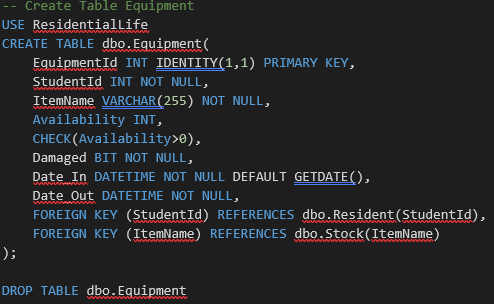 -- Create Table Equipment
USE ResidentialLife
CREATE TABLE dbo.Equipment(
EquipmentId INT IDENTITY(1,1) PRIMARY KEY,
StudentId INT NOT NULL,
ItemName VARCHAR(255) NOT NULL,
Availability INT,
CHECK(Availability>0),
Damaged BIT NOT NULL,
Date_In DATETIME NOT NULL DEFAULT GETDATE(),
Date_Out DATETIME NOT NULL,
FOREIGN KEY (StudentId) REFERENCES dbo.Resident(StudentId),
FOREIGN KEY (ItemName) REFERENCES dbo.Stock(ItemName)
);
DROP TABLE dbo.Equipment